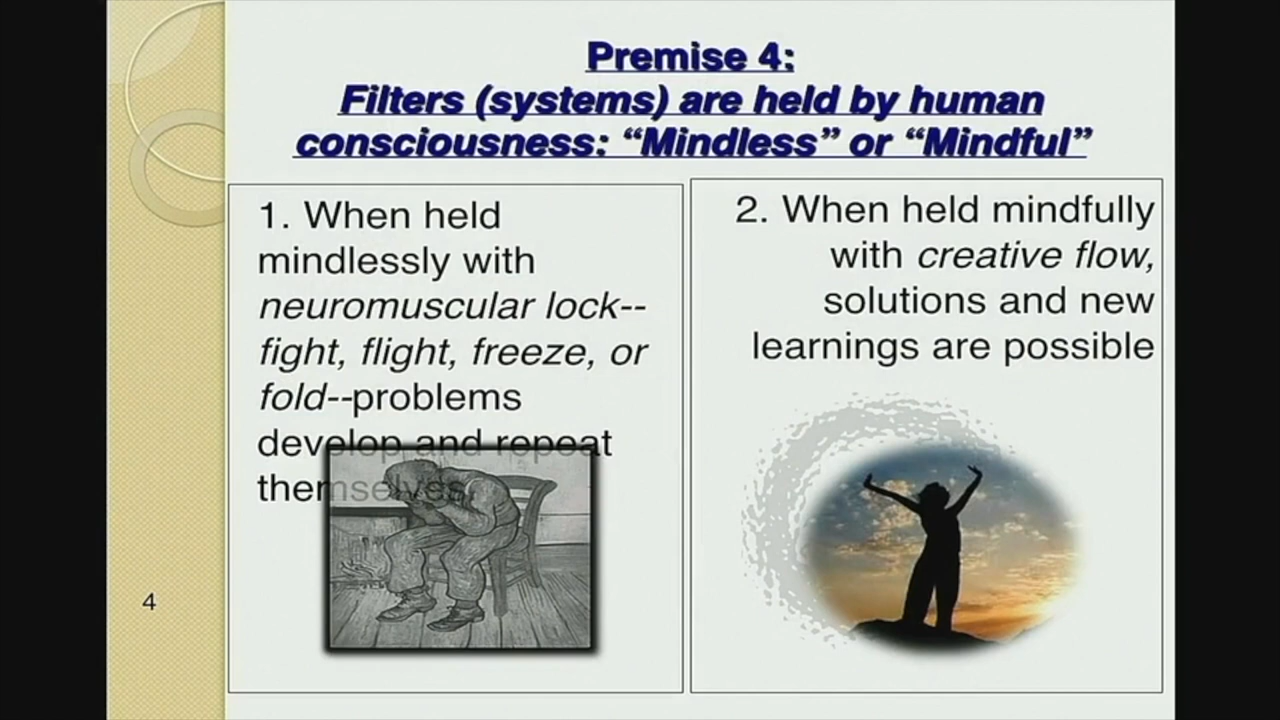 Premise 4:
Filters (systems) are held by human
consciousness: “Mindless” or “Mindful”
1. When held
mindlessly with
neuromuscular lock--
fight, flight, freeze, or
fold--problems
develop and repeat
themselves.
2. When held mindfully
with creative flow,
solutions and new
learnings are possible
4